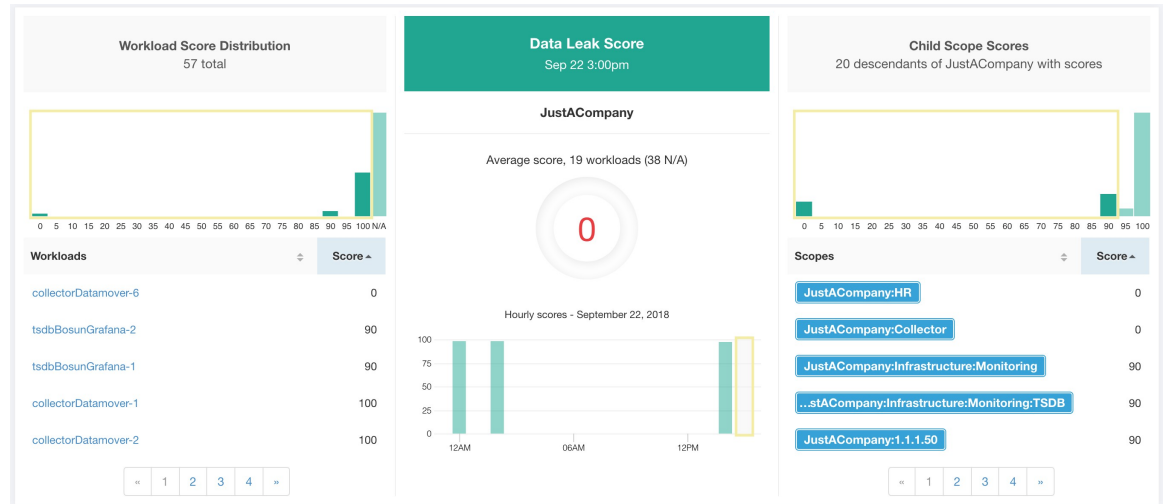 Workload Score Distribution
57 total
0 5 10 15 20 25 30 35 40 45 50 55 60 65 70 75 80 85 90 95 100 N/A
Workloads Score
collectorDatamover-6 0
tsdbBosunGrafana-2 90
tsdbBosunGrafana-1 90
collectorDatamover-1 100
collectorDatamover-2 100
« 1 2 3 4 »
Data Leak Score
Sep 22 3:00pm
JustACompany
Average score, 19 workloads (38 N/A)
0
Hourly scores - September 22, 2018
100
75
50
25
0
12AM 06AM 12PM
Child Scope Scores
20 descendants of JustACompany with scores
0 5 10 15 20 25 30 35 40 45 50 55 60 65 70 75 80 85 90 95 100
Scopes Score
JustACompany:HR 0
JustACompany:Collector 0
JustACompany:Infrastructure:Monitoring 90
...stACompany:Infrastructure:Monitoring:TSDB 90
JustACompany:1.1.1.50 90
« 1 2 3 4 »